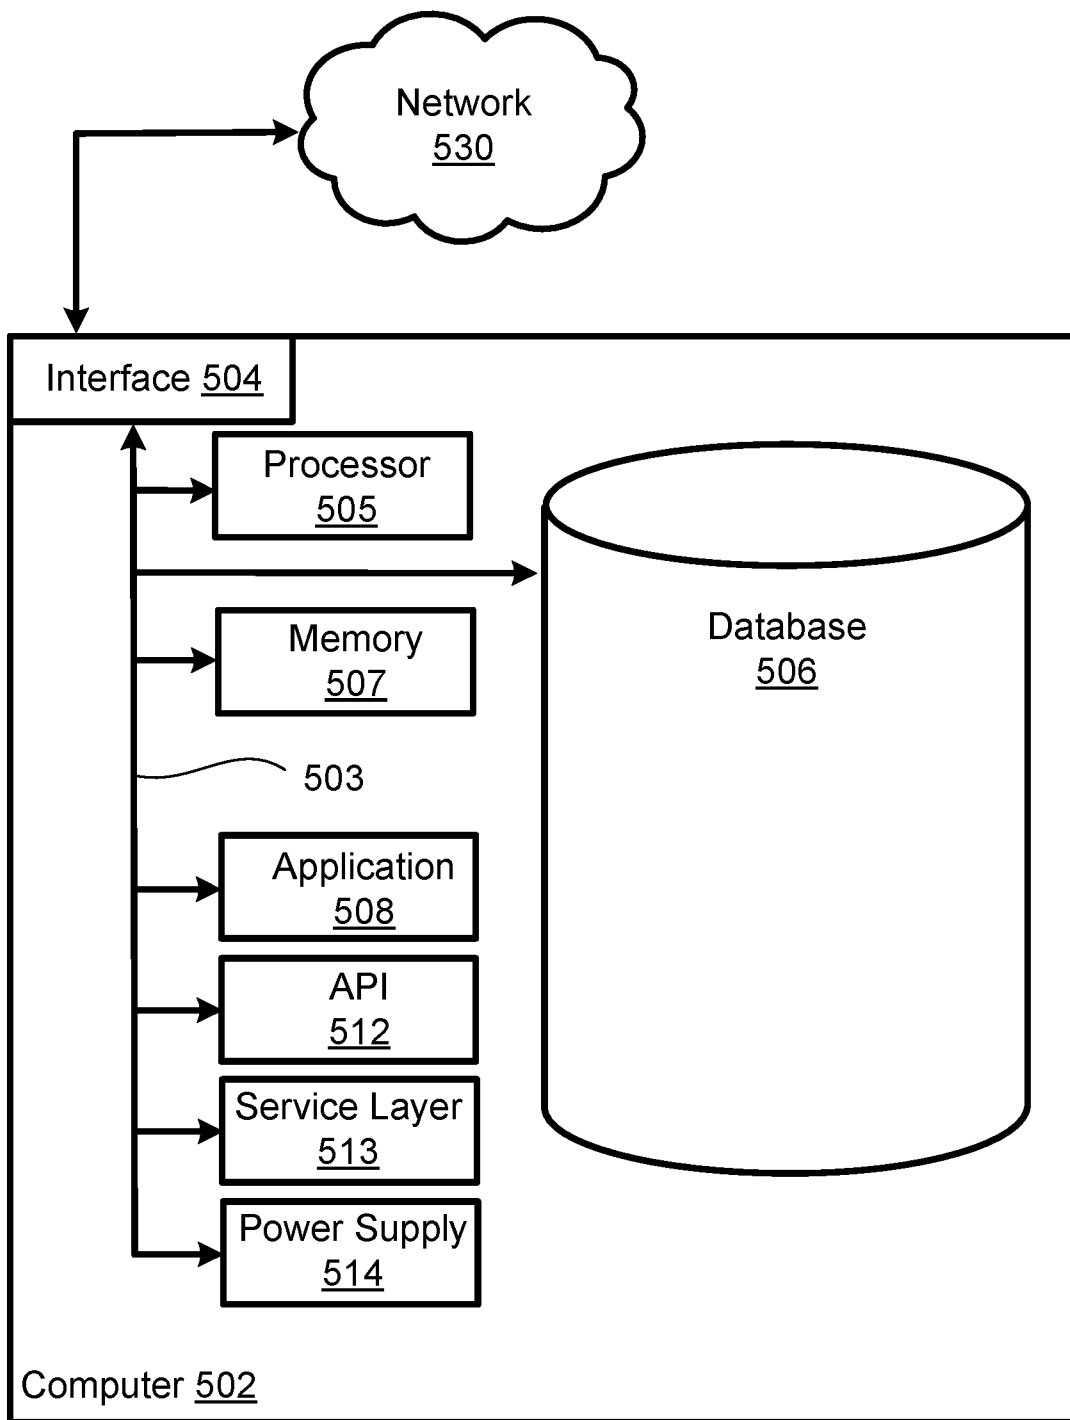 Network
530
Interface 504
Processor
505
Database
506
Memory
507
503
Application
508
API
512
Service Layer
513
Power Supply
514
Computer 502